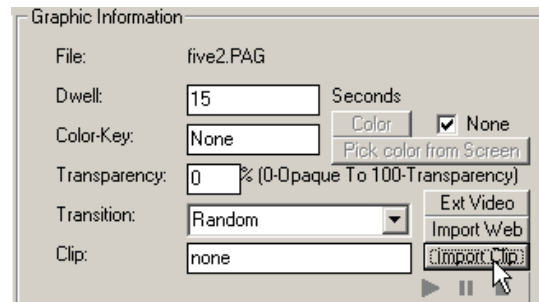 Graphic Information
File: five2.PAG
Dwell: 15 Seconds
Color-Key: None Color None
Pick color from Screen
Transparency: 0 % (0-Opaque To 100-Transparency)
Ext Video
Transition: Random
Import Web
Clip: none Import Clip